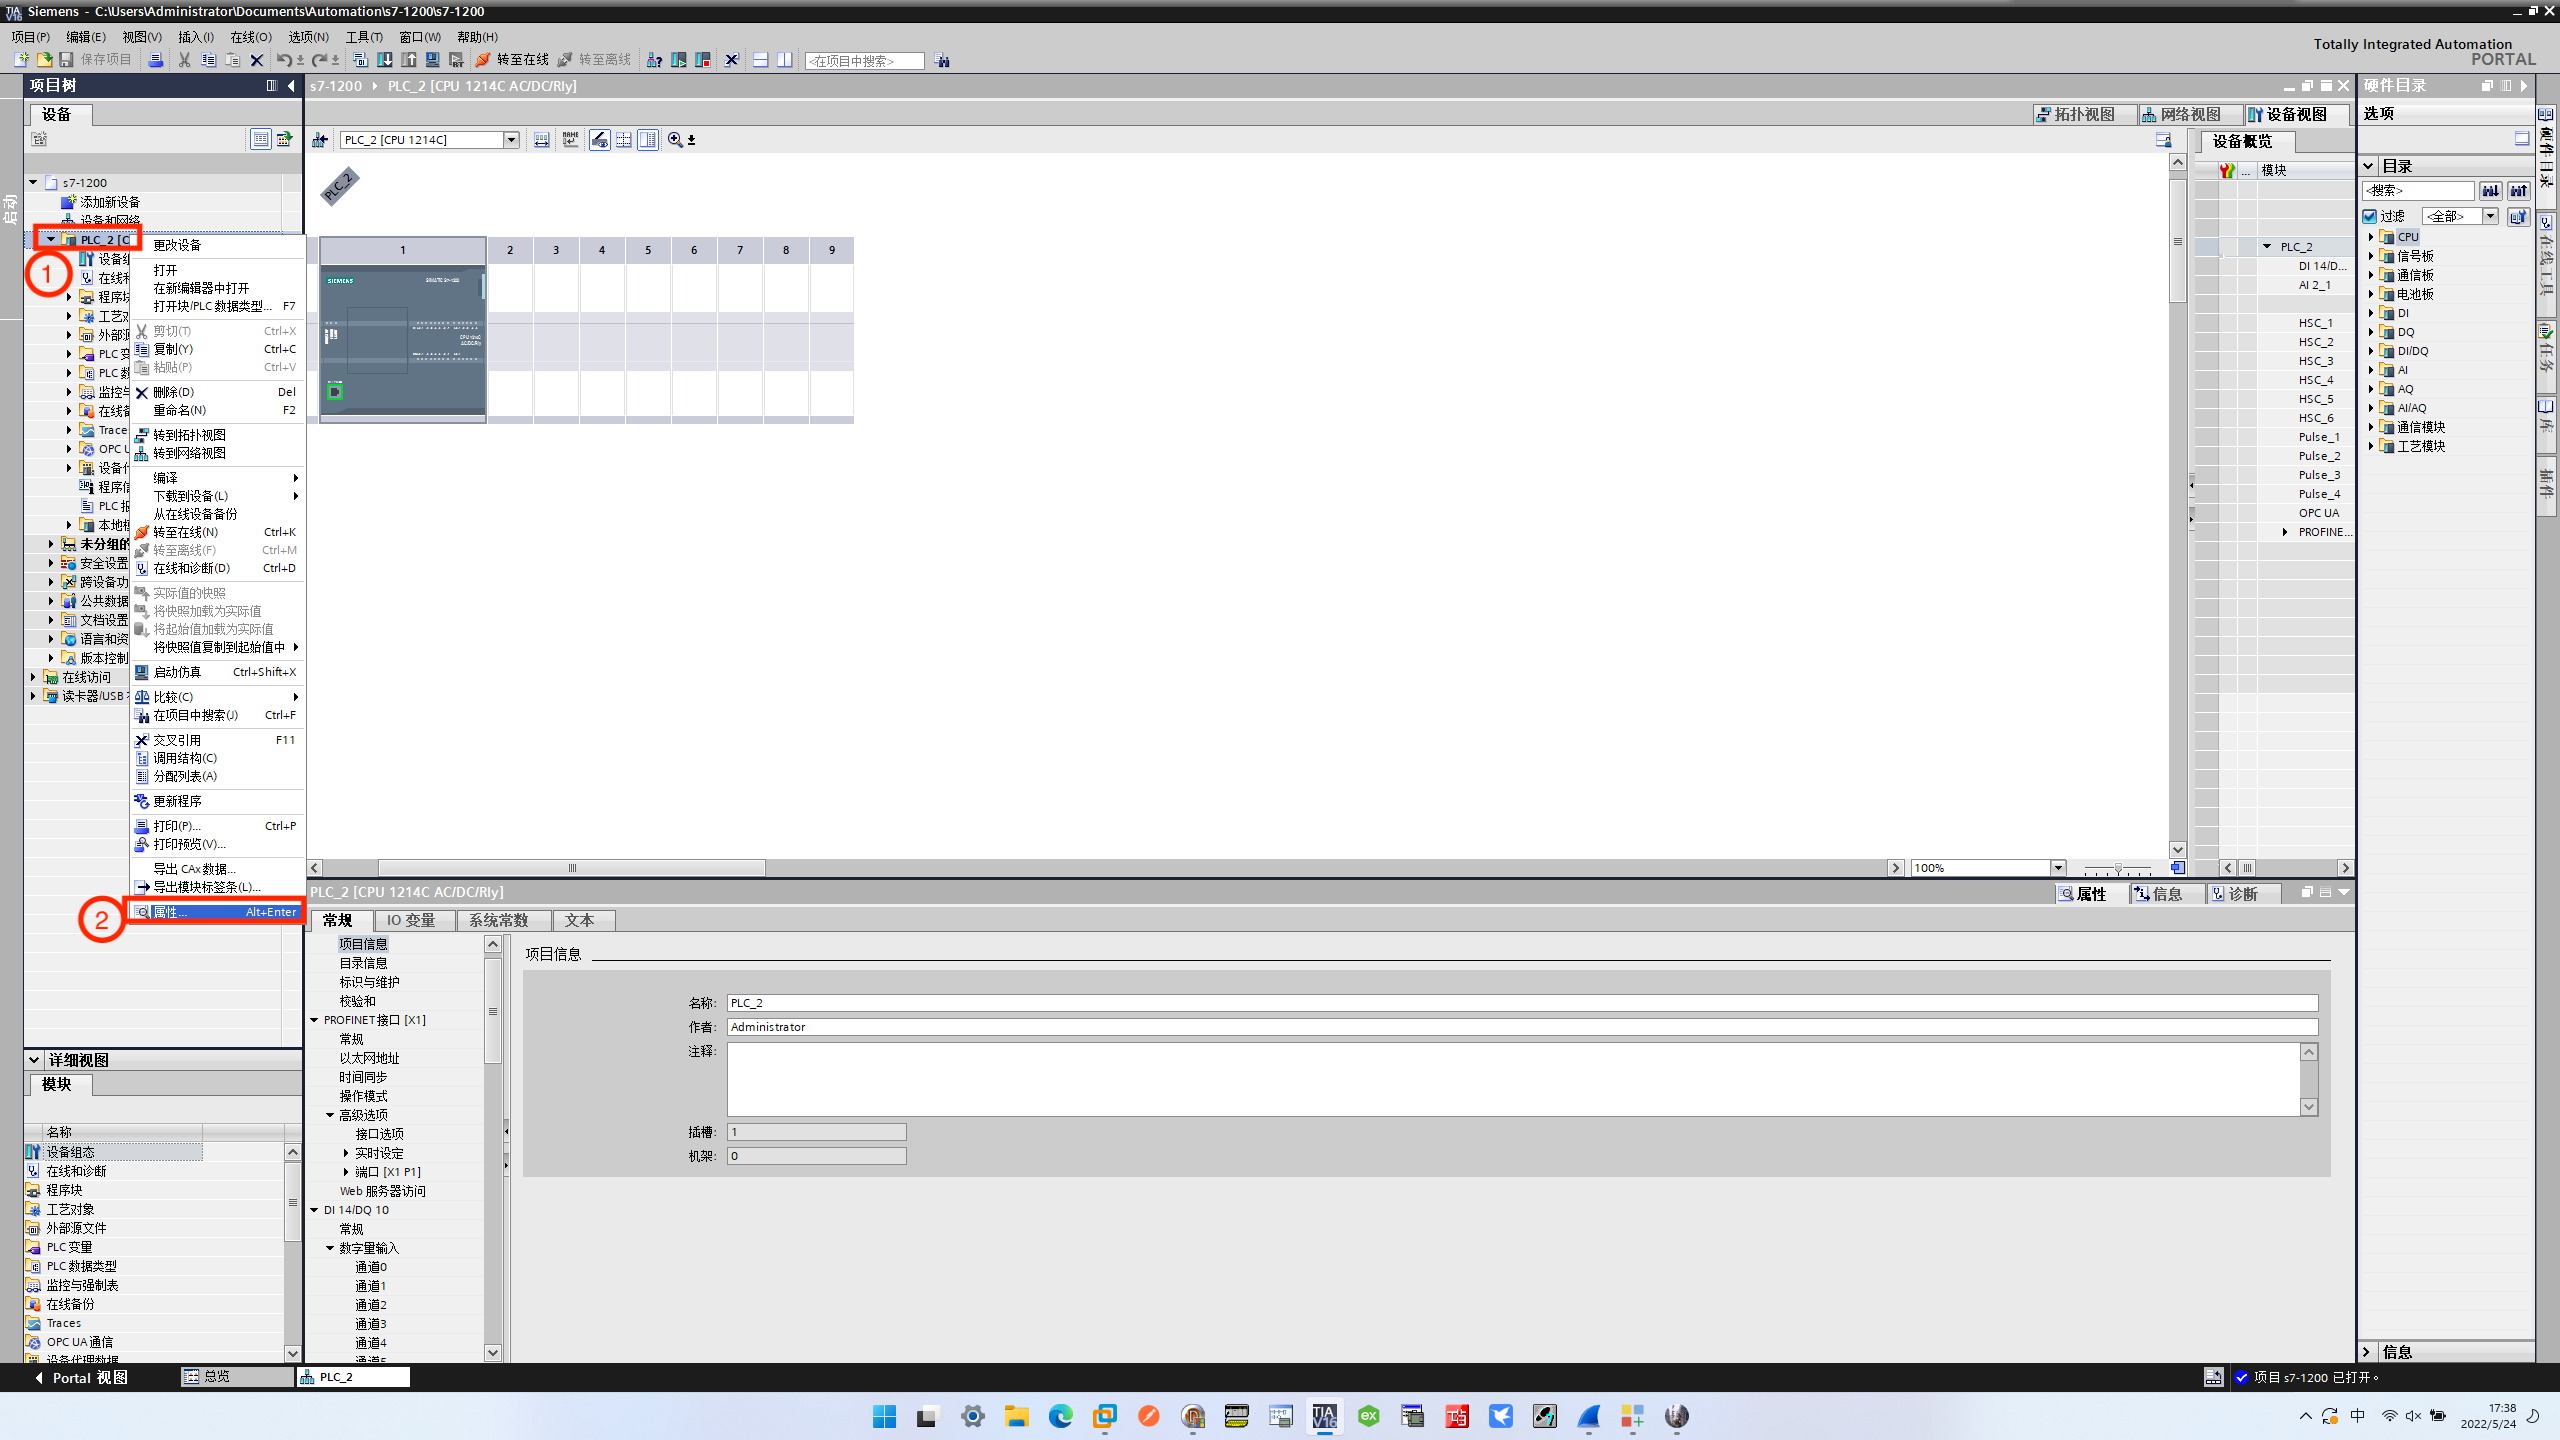 Siemens - C:\Users\Administrator\Documents\Automation\s7-1200\s7-1200
项目(P) 编辑(E) 视图(V) 插入(I) 在线(O) 选项(N) 工具(T) 窗口(W) 帮助(H)
Totally Integrated Automation
PORTAL
保存项目 转至在线 转至离线 <在项目中搜索>
项目树
s7-1200 PLC_2 [CPU 1214C AC/DC/Rly]
硬件目录
设备
拓扑视图 网络视图 设备视图
选项
PLC_2 [CPU 1214C]
设备概览
... 模块
目录
<搜索>
过滤 <全部>
启动
s7-1200
添加新设备
设备和网络
PLC_2 [C
1
设备组
在线和
程序块
工艺对
外部源
PLC 变
PLC 数
监控与
在线备
Trace
OPC U
设备代
程序信
PLC 报
本地模
未分组的
安全设置
跨设备功
公共数据
文档设置
语言和资
版本控制
在线访问
读卡器/USB
更改设备
打开
在新编辑器中打开
打开块/PLC 数据类型... F7
剪切(T) Ctrl+X
复制(Y) Ctrl+C
粘贴(P) Ctrl+V
删除(D) Del
重命名(N) F2
转到拓扑视图
转到网络视图
编译
下载到设备(L)
从在线设备备份
转至在线(N) Ctrl+K
转至离线(F) Ctrl+M
在线和诊断(D) Ctrl+D
实际值的快照
将快照加载为实际值
将起始值加载为实际值
将快照值复制到起始值中
启动仿真 Ctrl+Shift+X
比较(C)
在项目中搜索(J) Ctrl+F
交叉引用 F11
调用结构(C)
分配列表(A)
更新程序
打印(P)... Ctrl+P
打印预览(V)...
导出 CAx 数据...
导出模块标签条(L)...
2
属性... Alt+Enter
PLC_2
1 2 3 4 5 6 7 8 9
SIEMENS SIMATIC S7-1200
CPU 1214C
AC/DC/Rly
PLC_2
DI 14/D...
AI 2_1
HSC_1
HSC_2
HSC_3
HSC_4
HSC_5
HSC_6
Pulse_1
Pulse_2
Pulse_3
Pulse_4
OPC UA
PROFINE...
CPU
信号板
通信板
电池板
DI
DQ
DI/DQ
AI
AQ
AI/AQ
通信模块
工艺模块
硬件目录
在线工具
任务
库
插件
100%
PLC_2 [CPU 1214C AC/DC/Rly]
属性 信息 诊断
常规 IO 变量 系统常数 文本
项目信息
目录信息
标识与维护
校验和
PROFINET接口 [X1]
常规
以太网地址
时间同步
操作模式
高级选项
接口选项
实时设定
端口 [X1 P1]
Web 服务器访问
DI 14/DQ 10
常规
数字量输入
通道0
通道1
通道2
通道3
通道4
通道5
项目信息
名称: PLC_2
作者: Administrator
注释:
插槽: 1
机架: 0
详细视图
模块
名称
设备组态
在线和诊断
程序块
工艺对象
外部源文件
PLC 变量
PLC 数据类型
监控与强制表
在线备份
Traces
OPC UA 通信
设备代理数据
信息
Portal 视图 总览 PLC_2
项目 s7-1200 已打开。
中
17:38
2022/5/24